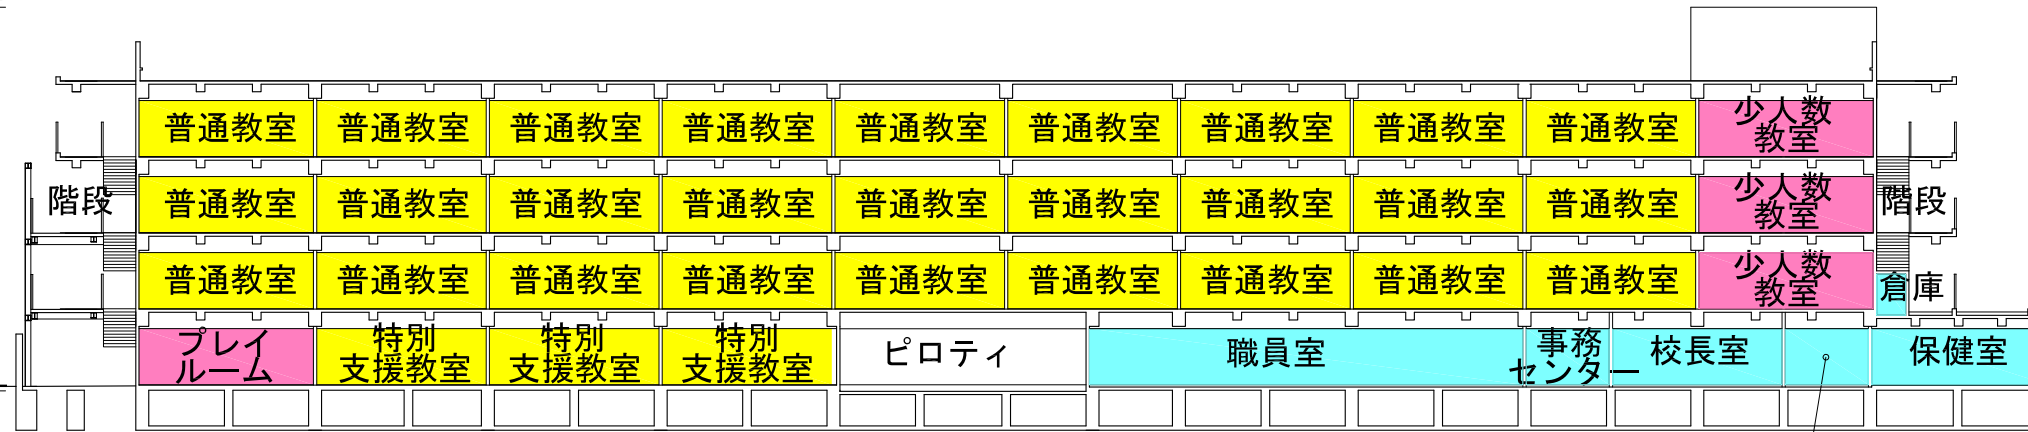 普通教室 普通教室 普通教室 普通教室 普通教室 普通教室 普通教室 普通教室 普通教室 少人数
教室
階段 普通教室 普通教室 普通教室 普通教室 普通教室 普通教室 普通教室 普通教室 普通教室 少人数
教室 階段
普通教室 普通教室 普通教室 普通教室 普通教室 普通教室 普通教室 普通教室 普通教室 少人数
教室 倉庫
プレイ
ルーム
特別
支援教室
特別
支援教室
特別
支援教室
ピロティ
職員室
事務
センター
校長室
保健室